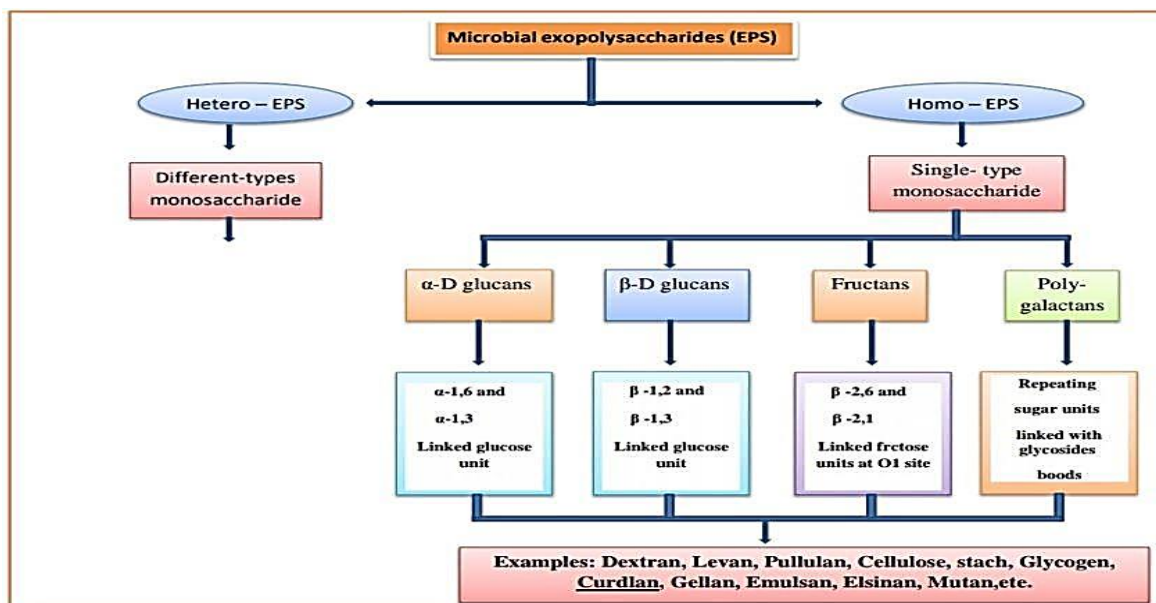 Microbial exopolysaccharides (EPS)
Hetero – EPS
Homo – EPS
Different-types
monosaccharide
Single- type
monosaccharide
α-D glucans
β-D glucans
Fructans
Poly-
galactans
α-1,6 and
α-1,3
Linked glucose
unit
β -1,2 and
β -1,3
Linked glucose
unit
β -2,6 and
β -2,1
Linked frctose
units at O1 site
Repeating
sugar units
linked with
glycosides
boods
Examples: Dextran, Levan, Pullulan, Cellulose, stach, Glycogen,
Curdlan, Gellan, Emulsan, Elsinan, Mutan,ete.